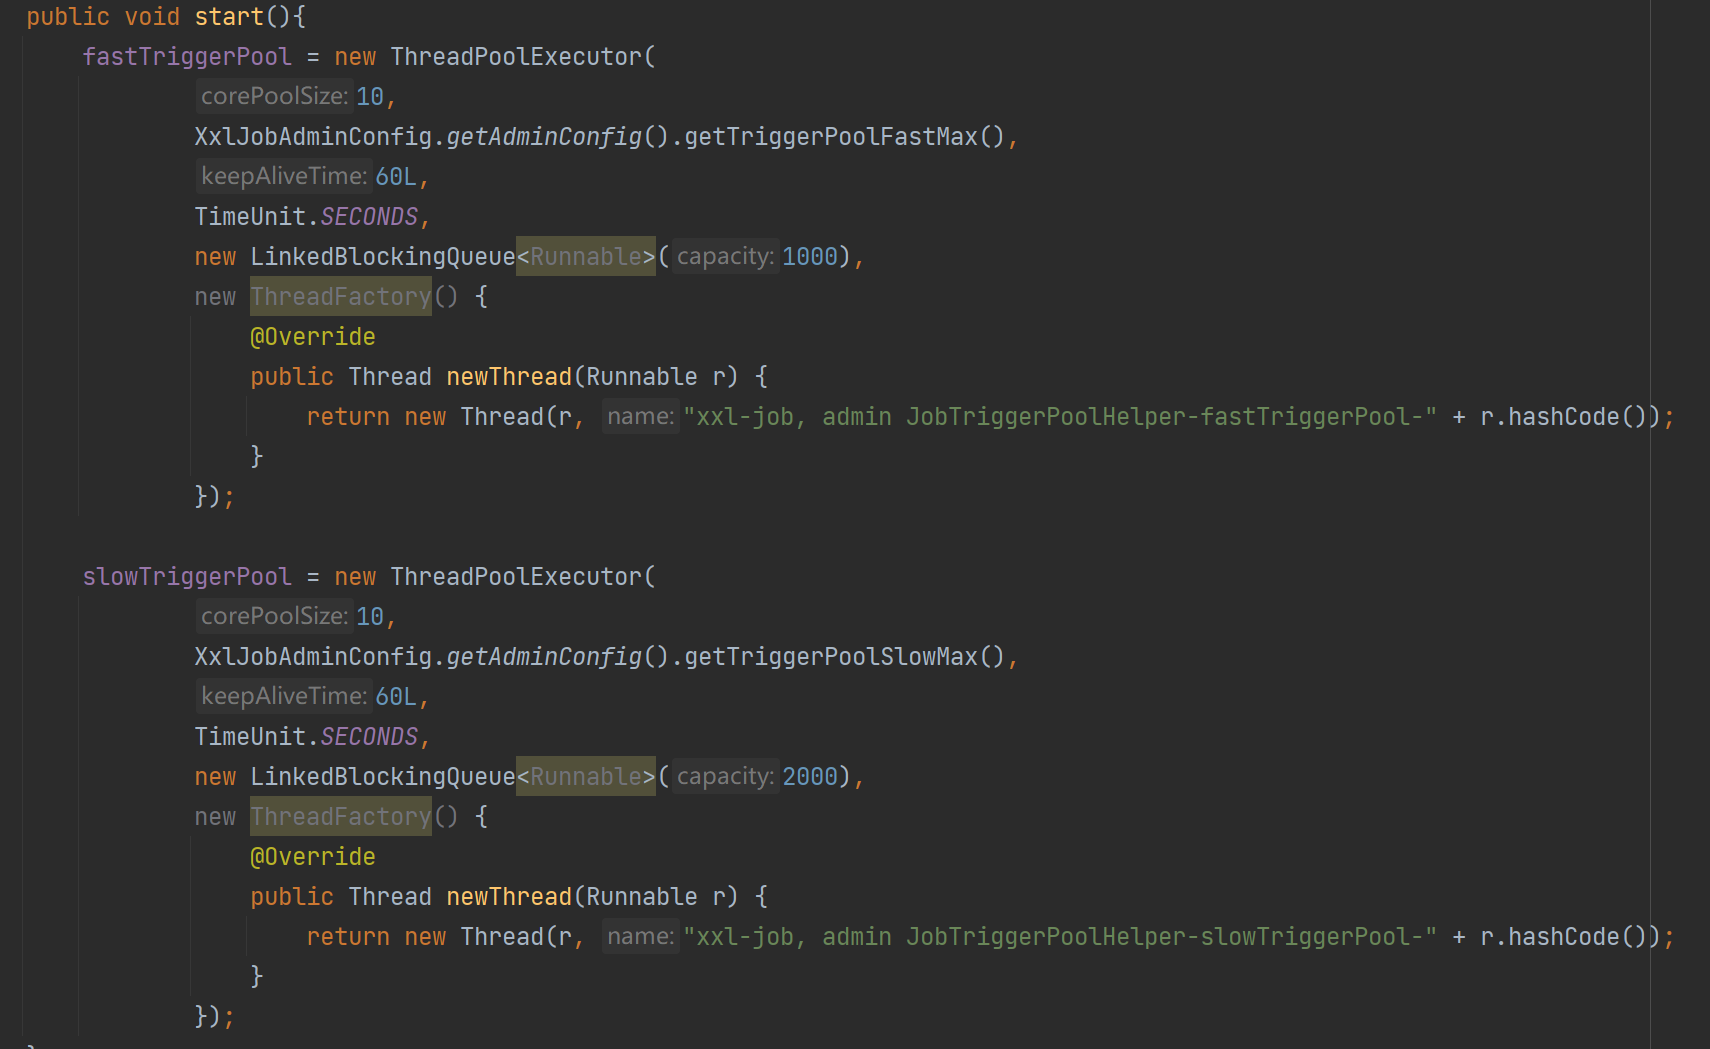 public void start(){
    fastTriggerPool = new ThreadPoolExecutor(
            corePoolSize: 10,
            XxlJobAdminConfig.getAdminConfig().getTriggerPoolFastMax(),
            keepAliveTime: 60L,
            TimeUnit.SECONDS,
            new LinkedBlockingQueue<Runnable>( capacity: 1000),
            new ThreadFactory() {
                @Override
                public Thread newThread(Runnable r) {
                    return new Thread(r, name: "xxl-job, admin JobTriggerPoolHelper-fastTriggerPool-" + r.hashCode());
                }
            });
    slowTriggerPool = new ThreadPoolExecutor(
            corePoolSize: 10,
            XxlJobAdminConfig.getAdminConfig().getTriggerPoolSlowMax(),
            keepAliveTime: 60L,
            TimeUnit.SECONDS,
            new LinkedBlockingQueue<Runnable>( capacity: 2000),
            new ThreadFactory() {
                @Override
                public Thread newThread(Runnable r) {
                    return new Thread(r, name: "xxl-job, admin JobTriggerPoolHelper-slowTriggerPool-" + r.hashCode());
                }
            });